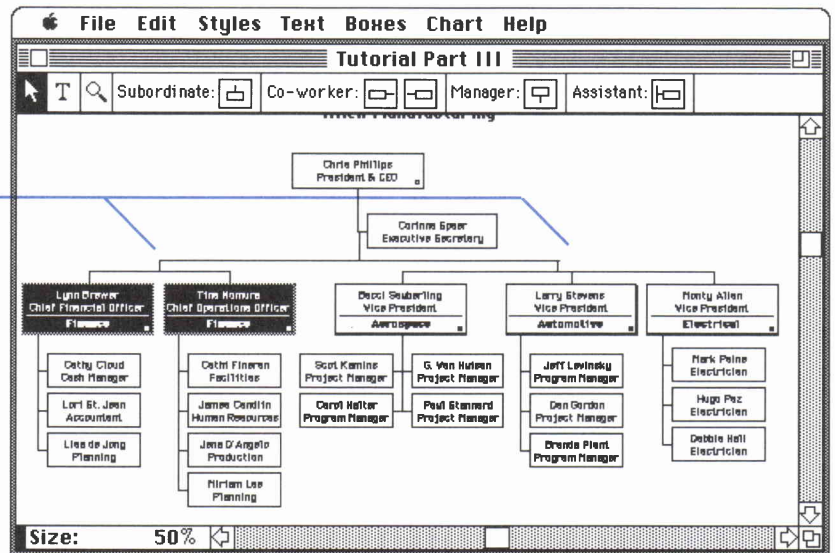 File Edit Styles Text Boxes Chart Help
Tutorial Part III
T Subordinate: Co-worker: Manager: Assistant:
Chris Phillips
President & CEO
Corinne Speer
Executive Secretary
Lynn Brewer
Chief Financial Officer
Finance
Tina Nomura
Chief Operations Officer
Finance
Sauberling
Vice President
Aerospace
Larry Stevens
Vice President
Automotive
Monty Allen
Vice President
Electrical
Cathy Cloud
Cash Manager
Lori St. Jean
Accountant
Lisa de Jong
Planning
Cathi Fineran
Facilities
James Candlin
Human Resources
Jena D'Angelo
Production
Miriam Lee
Planning
Scot Kamins
Project Manager
Carol Halter
Program Manager
G. Van Hulsen
Project Manager
Paul Stannard
Project Manager
Jeff Levinsky
Program Manager
Dan Gordon
Project Manager
Brenda Plant
Program Manager
Mark Paine
Electrician
Hugo Paz
Electrician
Debbie Hall
Electrician
Size: 50%